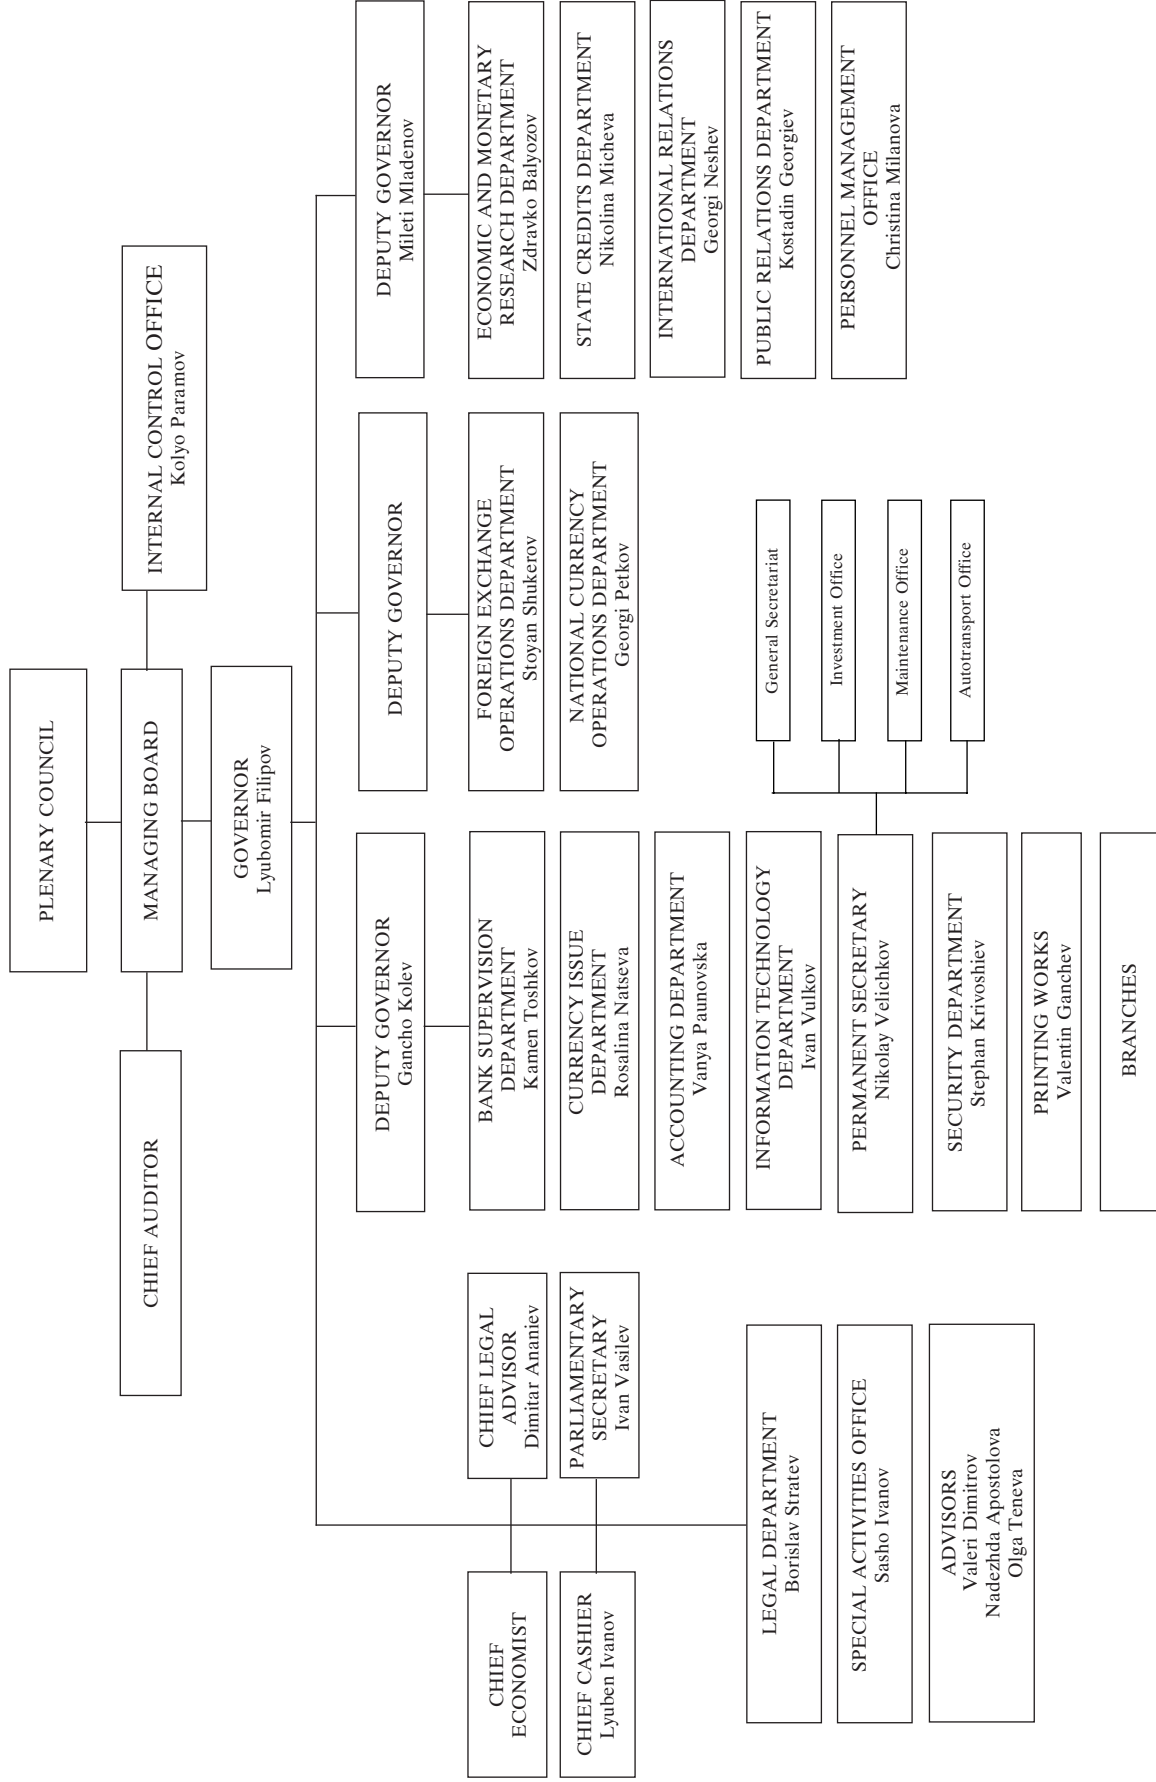 PLENARY COUNCIL
CHIEF AUDITOR
MANAGING BOARD
INTERNAL CONTROL OFFICE
Kolyo Paramov
GOVERNOR
Lyubomir Filipov
CHIEF
ECONOMIST
CHIEF LEGAL
ADVISOR
Dimitar Ananiev
CHIEF CASHIER
Lyuben Ivanov
PARLIAMENTARY
SECRETARY
Ivan Vasilev
LEGAL DEPARTMENT
Borislav Stratev
SPECIAL ACTIVITIES OFFICE
Sasho Ivanov
ADVISORS
Valeri Dimitrov
Nadezhda Apostolova
Olga Teneva
DEPUTY GOVERNOR
Gancho Kolev
BANK SUPERVISION
DEPARTMENT
Kamen Toshkov
CURRENCY ISSUE
DEPARTMENT
Rosalina Natseva
ACCOUNTING DEPARTMENT
Vanya Paunovska
INFORMATION TECHNOLOGY
DEPARTMENT
Ivan Vulkov
PERMANENT SECRETARY
Nikolay Velichkov
General Secretariat
Investment Office
Maintenance Office
Autotransport Office
SECURITY DEPARTMENT
Stephan Krivoshiev
PRINTING WORKS
Valentin Ganchev
BRANCHES
DEPUTY GOVERNOR
FOREIGN EXCHANGE
OPERATIONS DEPARTMENT
Stoyan Shukerov
NATIONAL CURRENCY
OPERATIONS DEPARTMENT
Georgi Petkov
DEPUTY GOVERNOR
Mileti Mladenov
ECONOMIC AND MONETARY
RESEARCH DEPARTMENT
Zdravko Balyozov
STATE CREDITS DEPARTMENT
Nikolina Micheva
INTERNATIONAL RELATIONS
DEPARTMENT
Georgi Neshev
PUBLIC RELATIONS DEPARTMENT
Kostadin Georgiev
PERSONNEL MANAGEMENT
OFFICE
Christina Milanova